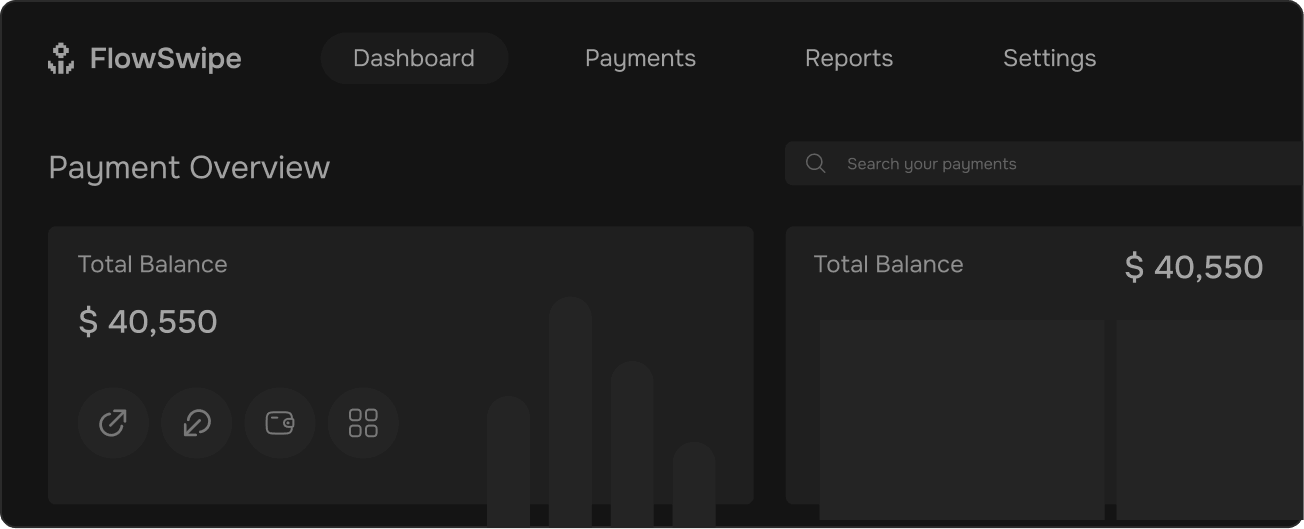 FlowSwipe
Dashboard
Payments
Reports
Settings
Payment Overview
Search your payments
Total Balance
$ 40,550
Total Balance
$ 40,550